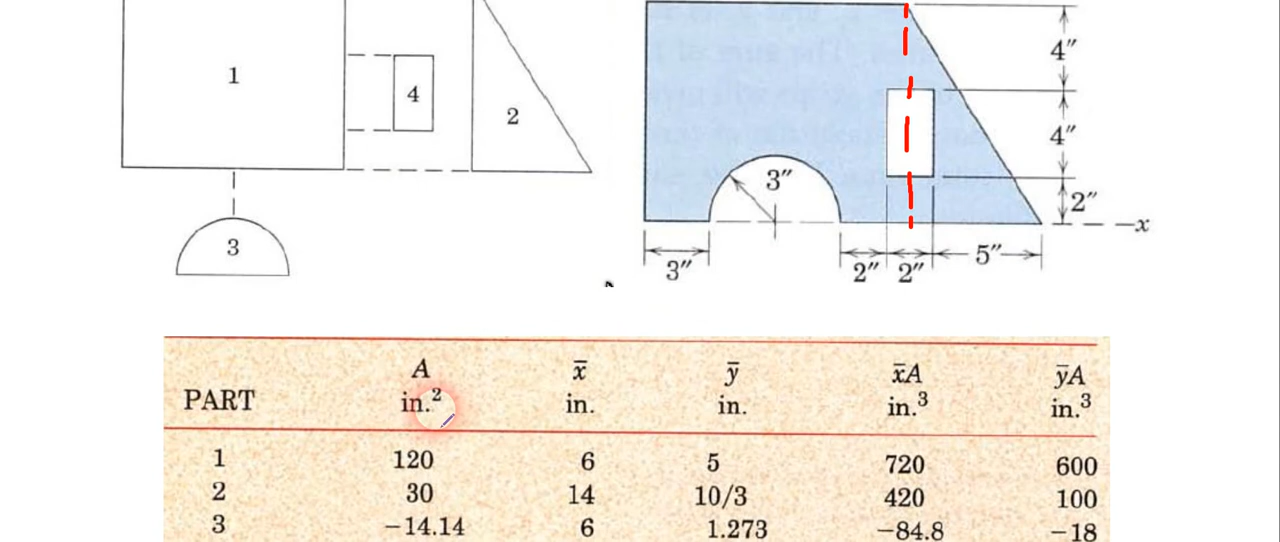 1
4
2
3
4″
4″
3″
2″
x
3″
2″ 2″ 5″
A x̄ ȳ x̄A ȳA
PART in.² in. in. in.³ in.³
1 120 6 5 720 600
2 30 14 10/3 420 100
3 −14.14 6 1.273 −84.8 −18